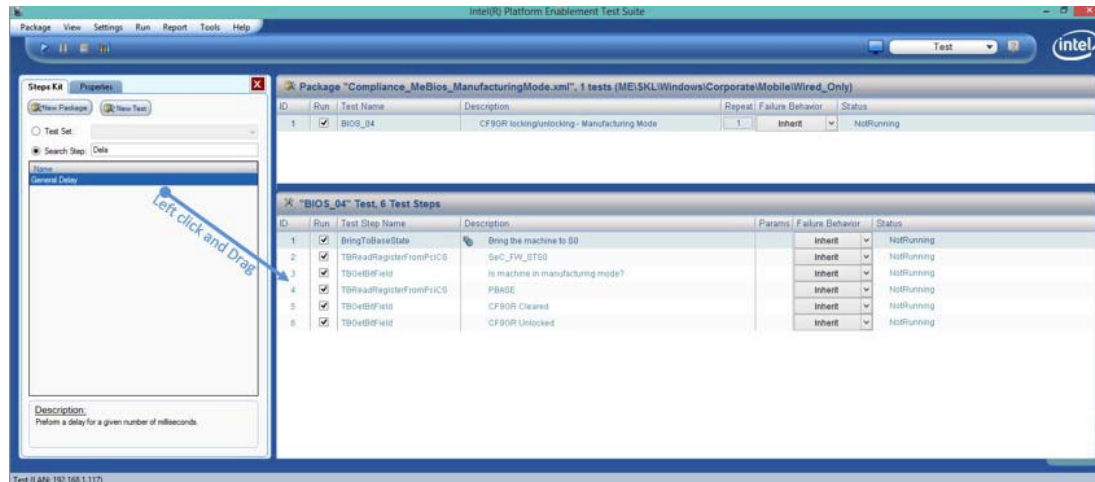 Intel(R) Platform Enablement Test Suite
Package View Settings Run Report Tools Help
Test
intel
Steps Kit Properties
New Package New Test
Test Set:
Search Step: Dela
Name
General Delay
Left click and Drag
Description:
Preform a delay for a given number of milliseconds.
Package "Compliance_MeBios_ManufacturingMode.xml", 1 tests (ME\SKL\Windows\Corporate\Mobile\Wired_Only)
ID Run Test Name Description Repeat Failure Behavior Status
1 BIOS_04 CF9GR locking/unlocking - Manufacturing Mode 1 Inherit NotRunning
"BIOS_04" Test, 6 Test Steps
ID Run Test Step Name Description Params Failure Behavior Status
1 BringToBaseState Bring the machine to S0 Inherit NotRunning
2 TBReadRegisterFromPciCS SeC_FW_STS0 Inherit NotRunning
3 TBGetBitField Is machine in manufacturing mode? Inherit NotRunning
4 TBReadRegisterFromPciCS PBASE Inherit NotRunning
5 TBGetBitField CF9GR Cleared Inherit NotRunning
6 TBGetBitField CF9GR Unlocked Inherit NotRunning
Test (LAN: 192.168.1.117)